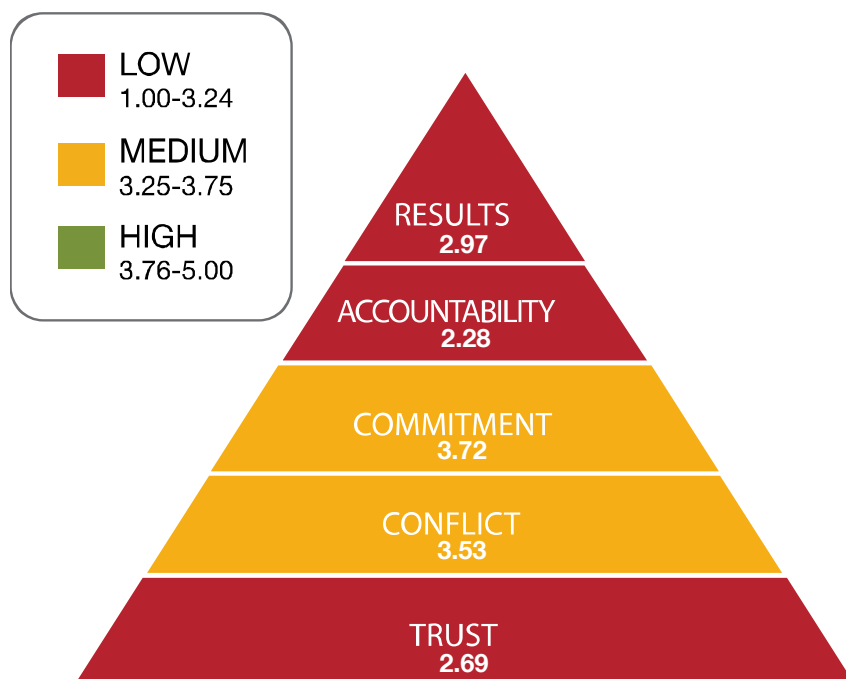 LOW
1.00-3.24
MEDIUM
3.25-3.75
HIGH
3.76-5.00
RESULTS
2.97
ACCOUNTABILITY
2.28
COMMITMENT
3.72
CONFLICT
3.53
TRUST
2.69